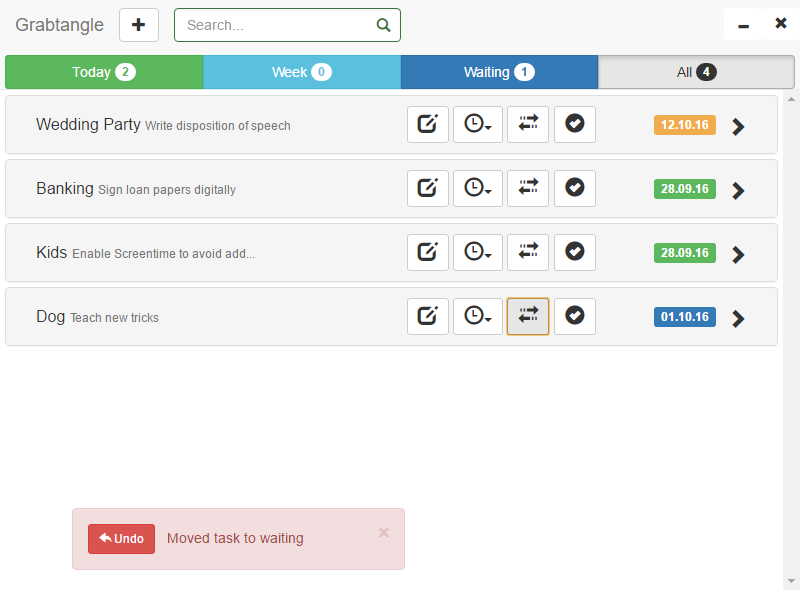 Grabtangle Search...
Today 2 Week 0 Waiting 1 All 4
Wedding Party Write disposition of speech 12.10.16
Banking Sign loan papers digitally 28.09.16
Kids Enable Screentime to avoid add... 28.09.16
Dog Teach new tricks 01.10.16
Undo Moved task to waiting